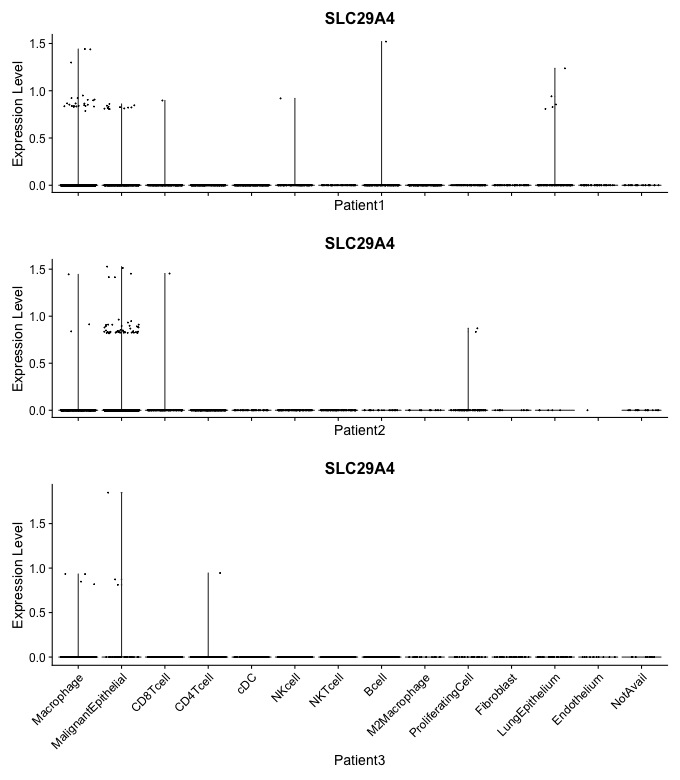 SLC29A4
Expression Level
1.5
1.0
0.5
0.0
Patient1
SLC29A4
Expression Level
1.5
1.0
0.5
0.0
Patient2
SLC29A4
Expression Level
1.5
1.0
0.5
0.0
Macrophage
MalignantEpithelial
CD8Tcell
CD4Tcell
cDC
NKcell
NKTcell
Bcell
M2Macrophage
ProliferatingCell
Fibroblast
LungEpithelium
Endothelium
NotAvail
Patient3